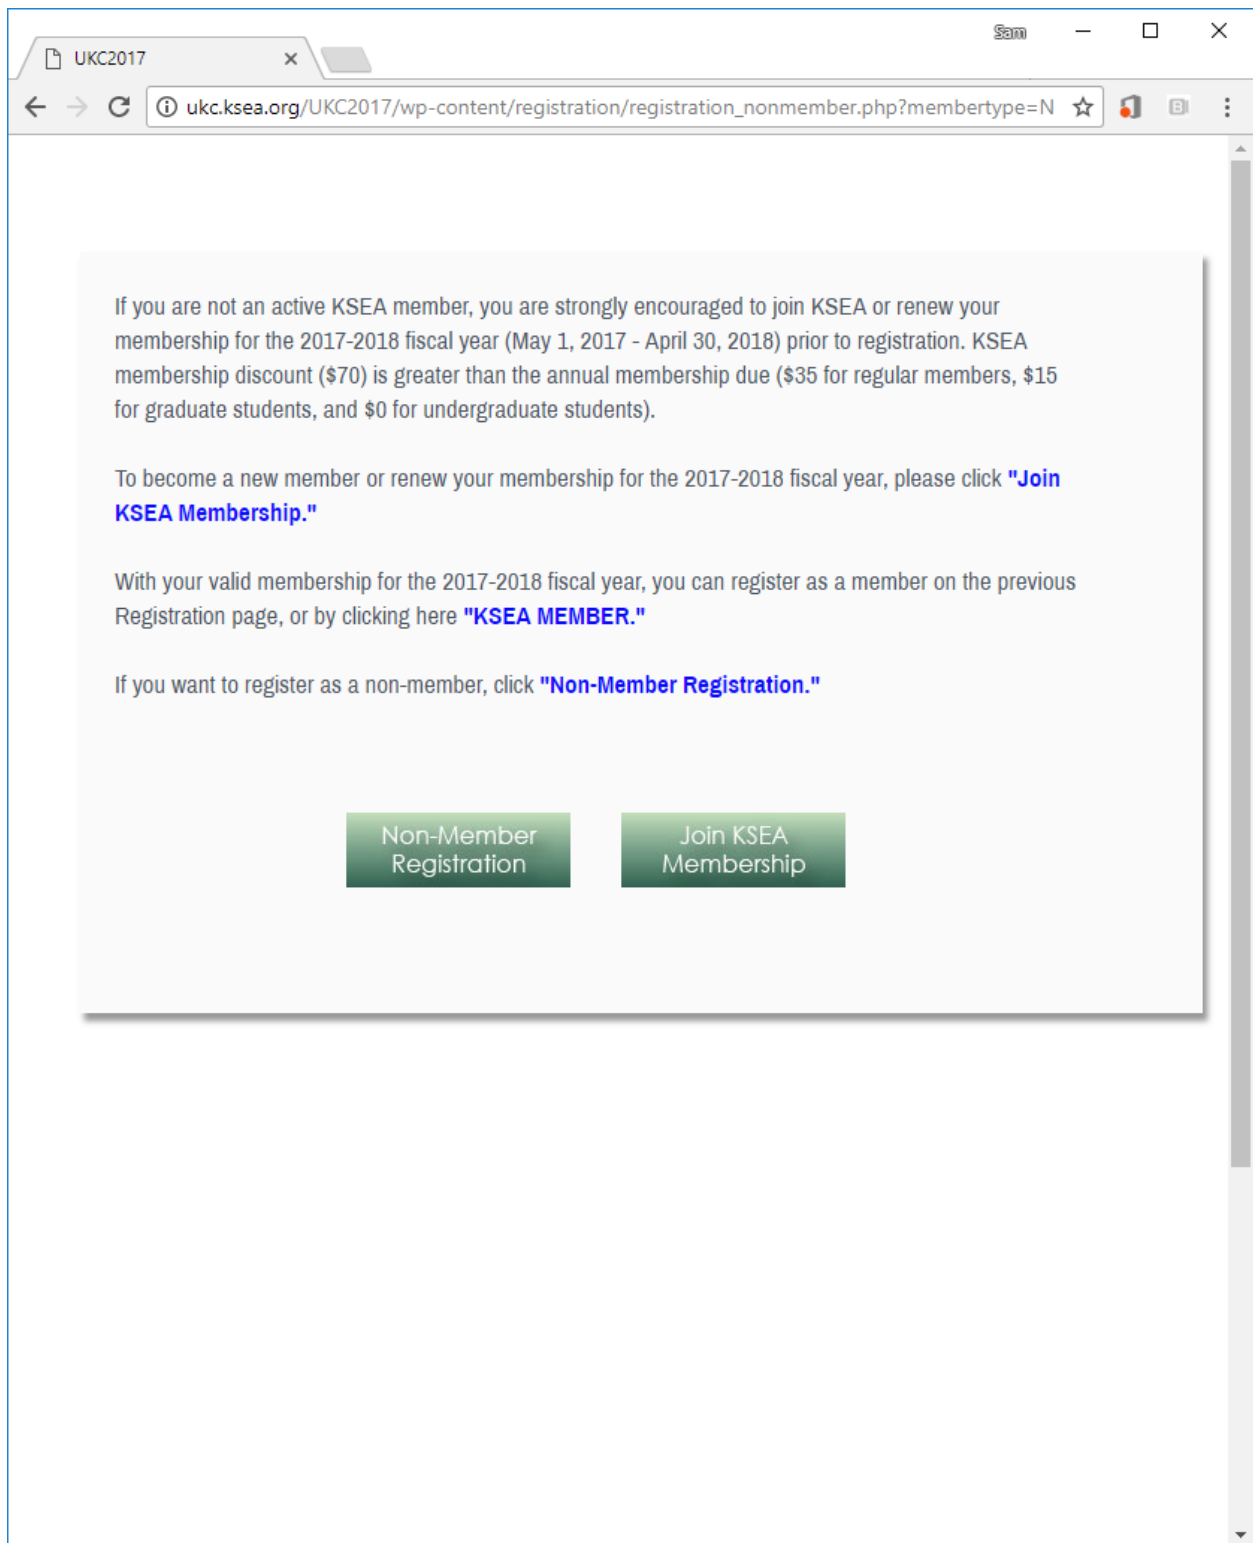 Sam
UKC2017
ukc.ksea.org/UKC2017/wp-content/registration/registration_nonmember.php?membertype=N
If you are not an active KSEA member, you are strongly encouraged to join KSEA or renew your
membership for the 2017-2018 fiscal year (May 1, 2017 - April 30, 2018) prior to registration. KSEA
membership discount ($70) is greater than the annual membership due ($35 for regular members, $15
for graduate students, and $0 for undergraduate students).
To become a new member or renew your membership for the 2017-2018 fiscal year, please click "Join
KSEA Membership."
With your valid membership for the 2017-2018 fiscal year, you can register as a member on the previous
Registration page, or by clicking here "KSEA MEMBER."
If you want to register as a non-member, click "Non-Member Registration."
Non-Member
Registration
Join KSEA
Membership